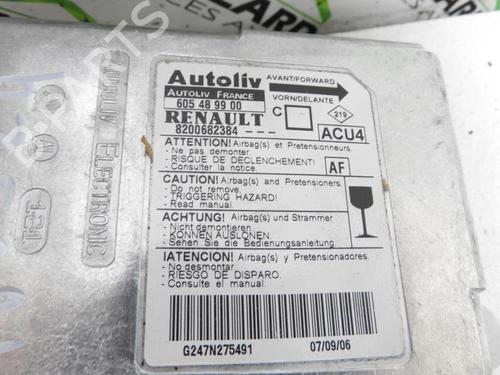 Autoliv
AVANT/FORWARD
AUTOLIV FRANCE
VORN/DELANTE
605 48 99 00
RENAULT
C
219
8200682384 - - -
ACU4
ATTENTION! Airbag(s) et Pretensionneurs
- Ne pas demonter.
- RISQUE DE DECLENCHEMENT!
- Consulter la notice
AF
CAUTION! Airbag(s) and Pretensioners
- Do not remove.
- TRIGGERING HAZARD!
- Read manual.
ACHTUNG! Airbag(s) und Strammer
- Nicht demontieren.
- KÖNNEN AUSLÖSEN.
- Sehen Sie die Bedienungsanleitung
¡ATENCION! Airbag(s) y Pretensionadores.
- No desmontar.
- RIESGO DE DISPARO.
- Consulte el manual.
G247N275491
07/09/06
AUTOLIV ELECTRONIC
B-PARTS